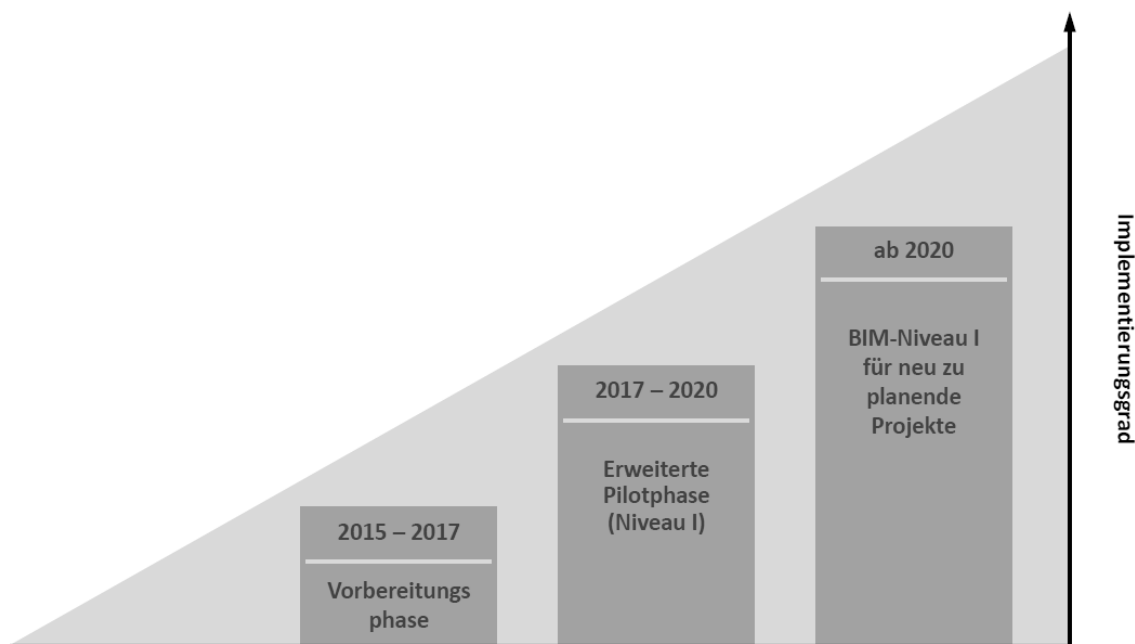 2015 – 2017
Vorbereitungs
phase
2017 – 2020
Erweiterte
Pilotphase
(Niveau I)
ab 2020
BIM-Niveau I
für neu zu
planende
Projekte
Implementierungsgrad